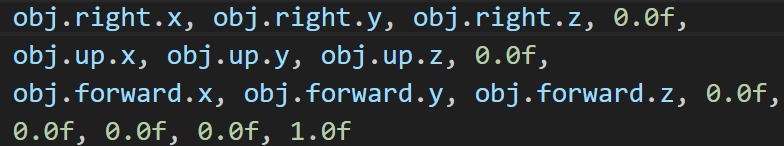 obj.right.x, obj.right.y, obj.right.z, 0.0f,
obj.up.x, obj.up.y, obj.up.z, 0.0f,
obj.forward.x, obj.forward.y, obj.forward.z, 0.0f,
0.0f, 0.0f, 0.0f, 1.0f